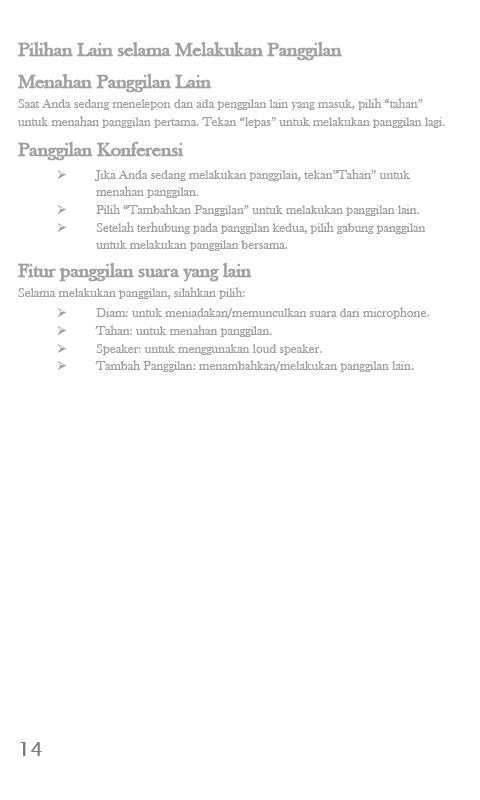 Pilihan Lain selama Melakukan Panggilan
Menahan Panggilan Lain
Saat Anda sedang menelepon dan ada penggilan lain yang masuk, pilih “tahan”
untuk menahan panggilan pertama. Tekan “lepas” untuk melakukan panggilan lagi.
Panggilan Konferensi
➢ Jika Anda sedang melakukan panggilan, tekan”Tahan” untuk
menahan panggilan.
➢ Pilih “Tambahkan Panggilan” untuk melakukan panggilan lain.
➢ Setelah terhubung pada panggilan kedua, pilih gabung panggilan
untuk melakukan panggilan bersama.
Fitur panggilan suara yang lain
Selama melakukan panggilan, silahkan pilih:
➢ Diam: untuk meniadakan/memunculkan suara dari microphone.
➢ Tahan: untuk menahan panggilan.
➢ Speaker: untuk menggunakan loud speaker.
➢ Tambah Panggilan: menambahkan/melakukan panggilan lain.
14